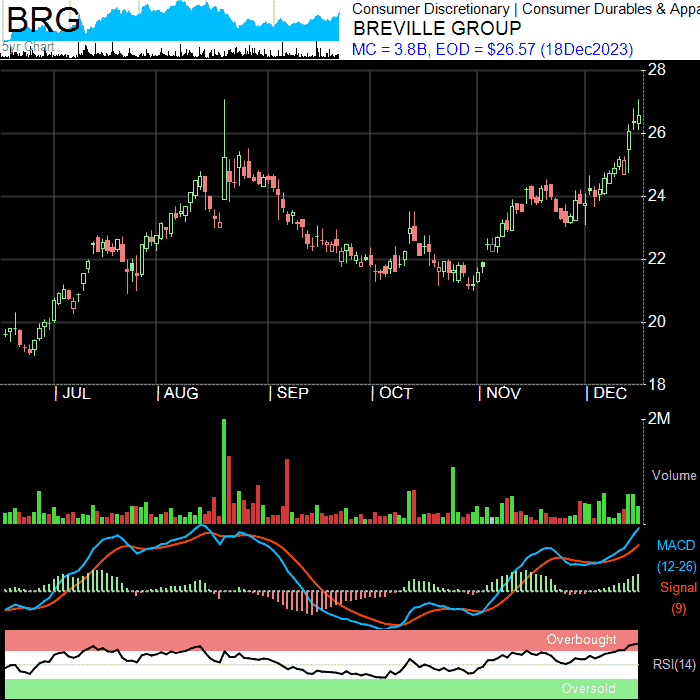 BRG
5yr Chart
Consumer Discretionary | Consumer Durables & Appa
BREVILLE GROUP
MC = 3.8B, EOD = $26.57 (18Dec2023)
28
26
24
22
20
18
| JUL | AUG | SEP | OCT | NOV | DEC
2M
Volume
MACD
(12-26)
Signal
(9)
Overbought
RSI(14)
Oversold